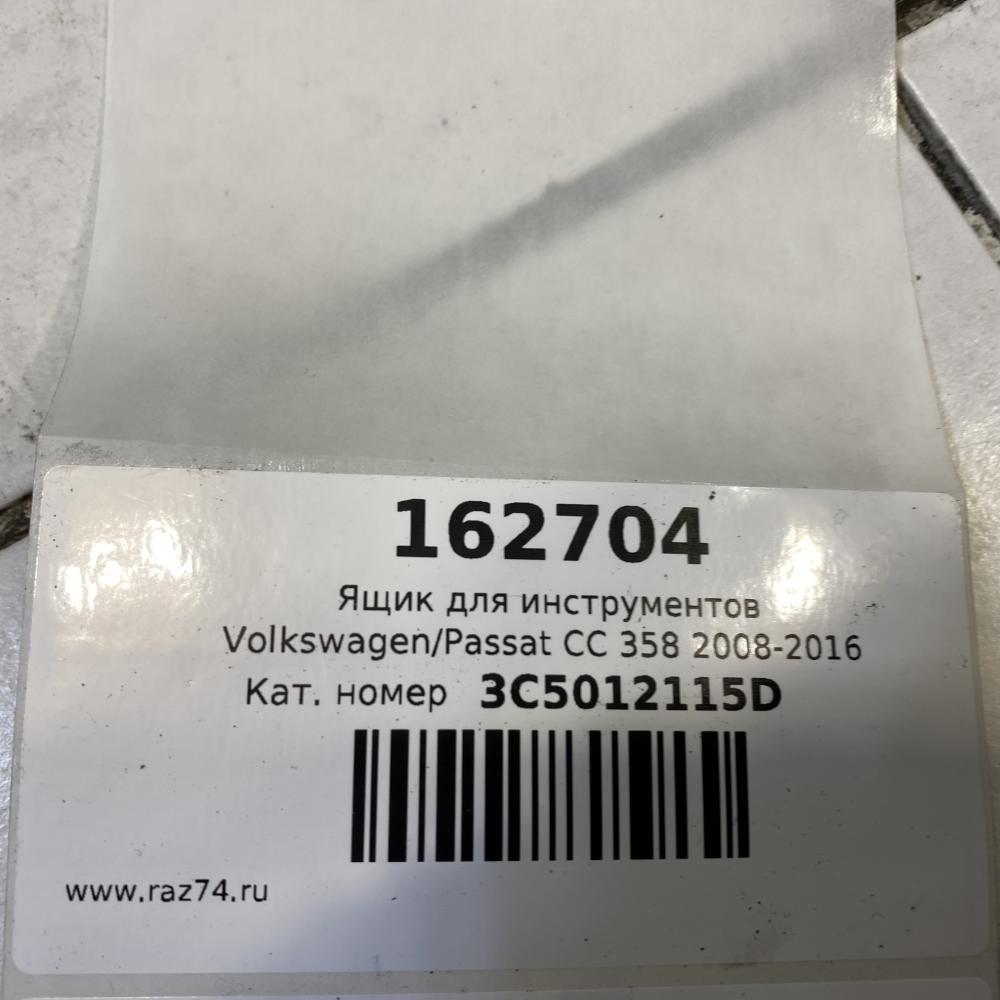 162704
Ящик для инструментов
Volkswagen/Passat CC 358 2008-2016
Кат. номер 3C5012115D
www.raz74.ru